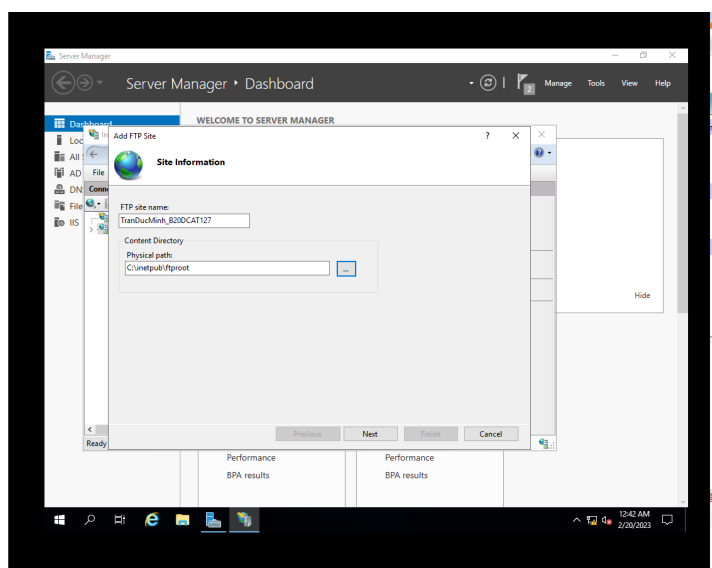 Server Manager
Server Manager • Dashboard
2
Manage Tools View Help
Dashboard
WELCOME TO SERVER MANAGER
Add FTP Site
? X
Site Information
File
AD
DN
File
IIS
All
FTP site name:
TranDucMinh_B20DCAT127
Content Directory
Physical path:
C:\inetpub\ftproot
...
Hide
Previous Next Finish Cancel
Ready
Performance Performance
BPA results BPA results
12:42 AM
2/20/2023